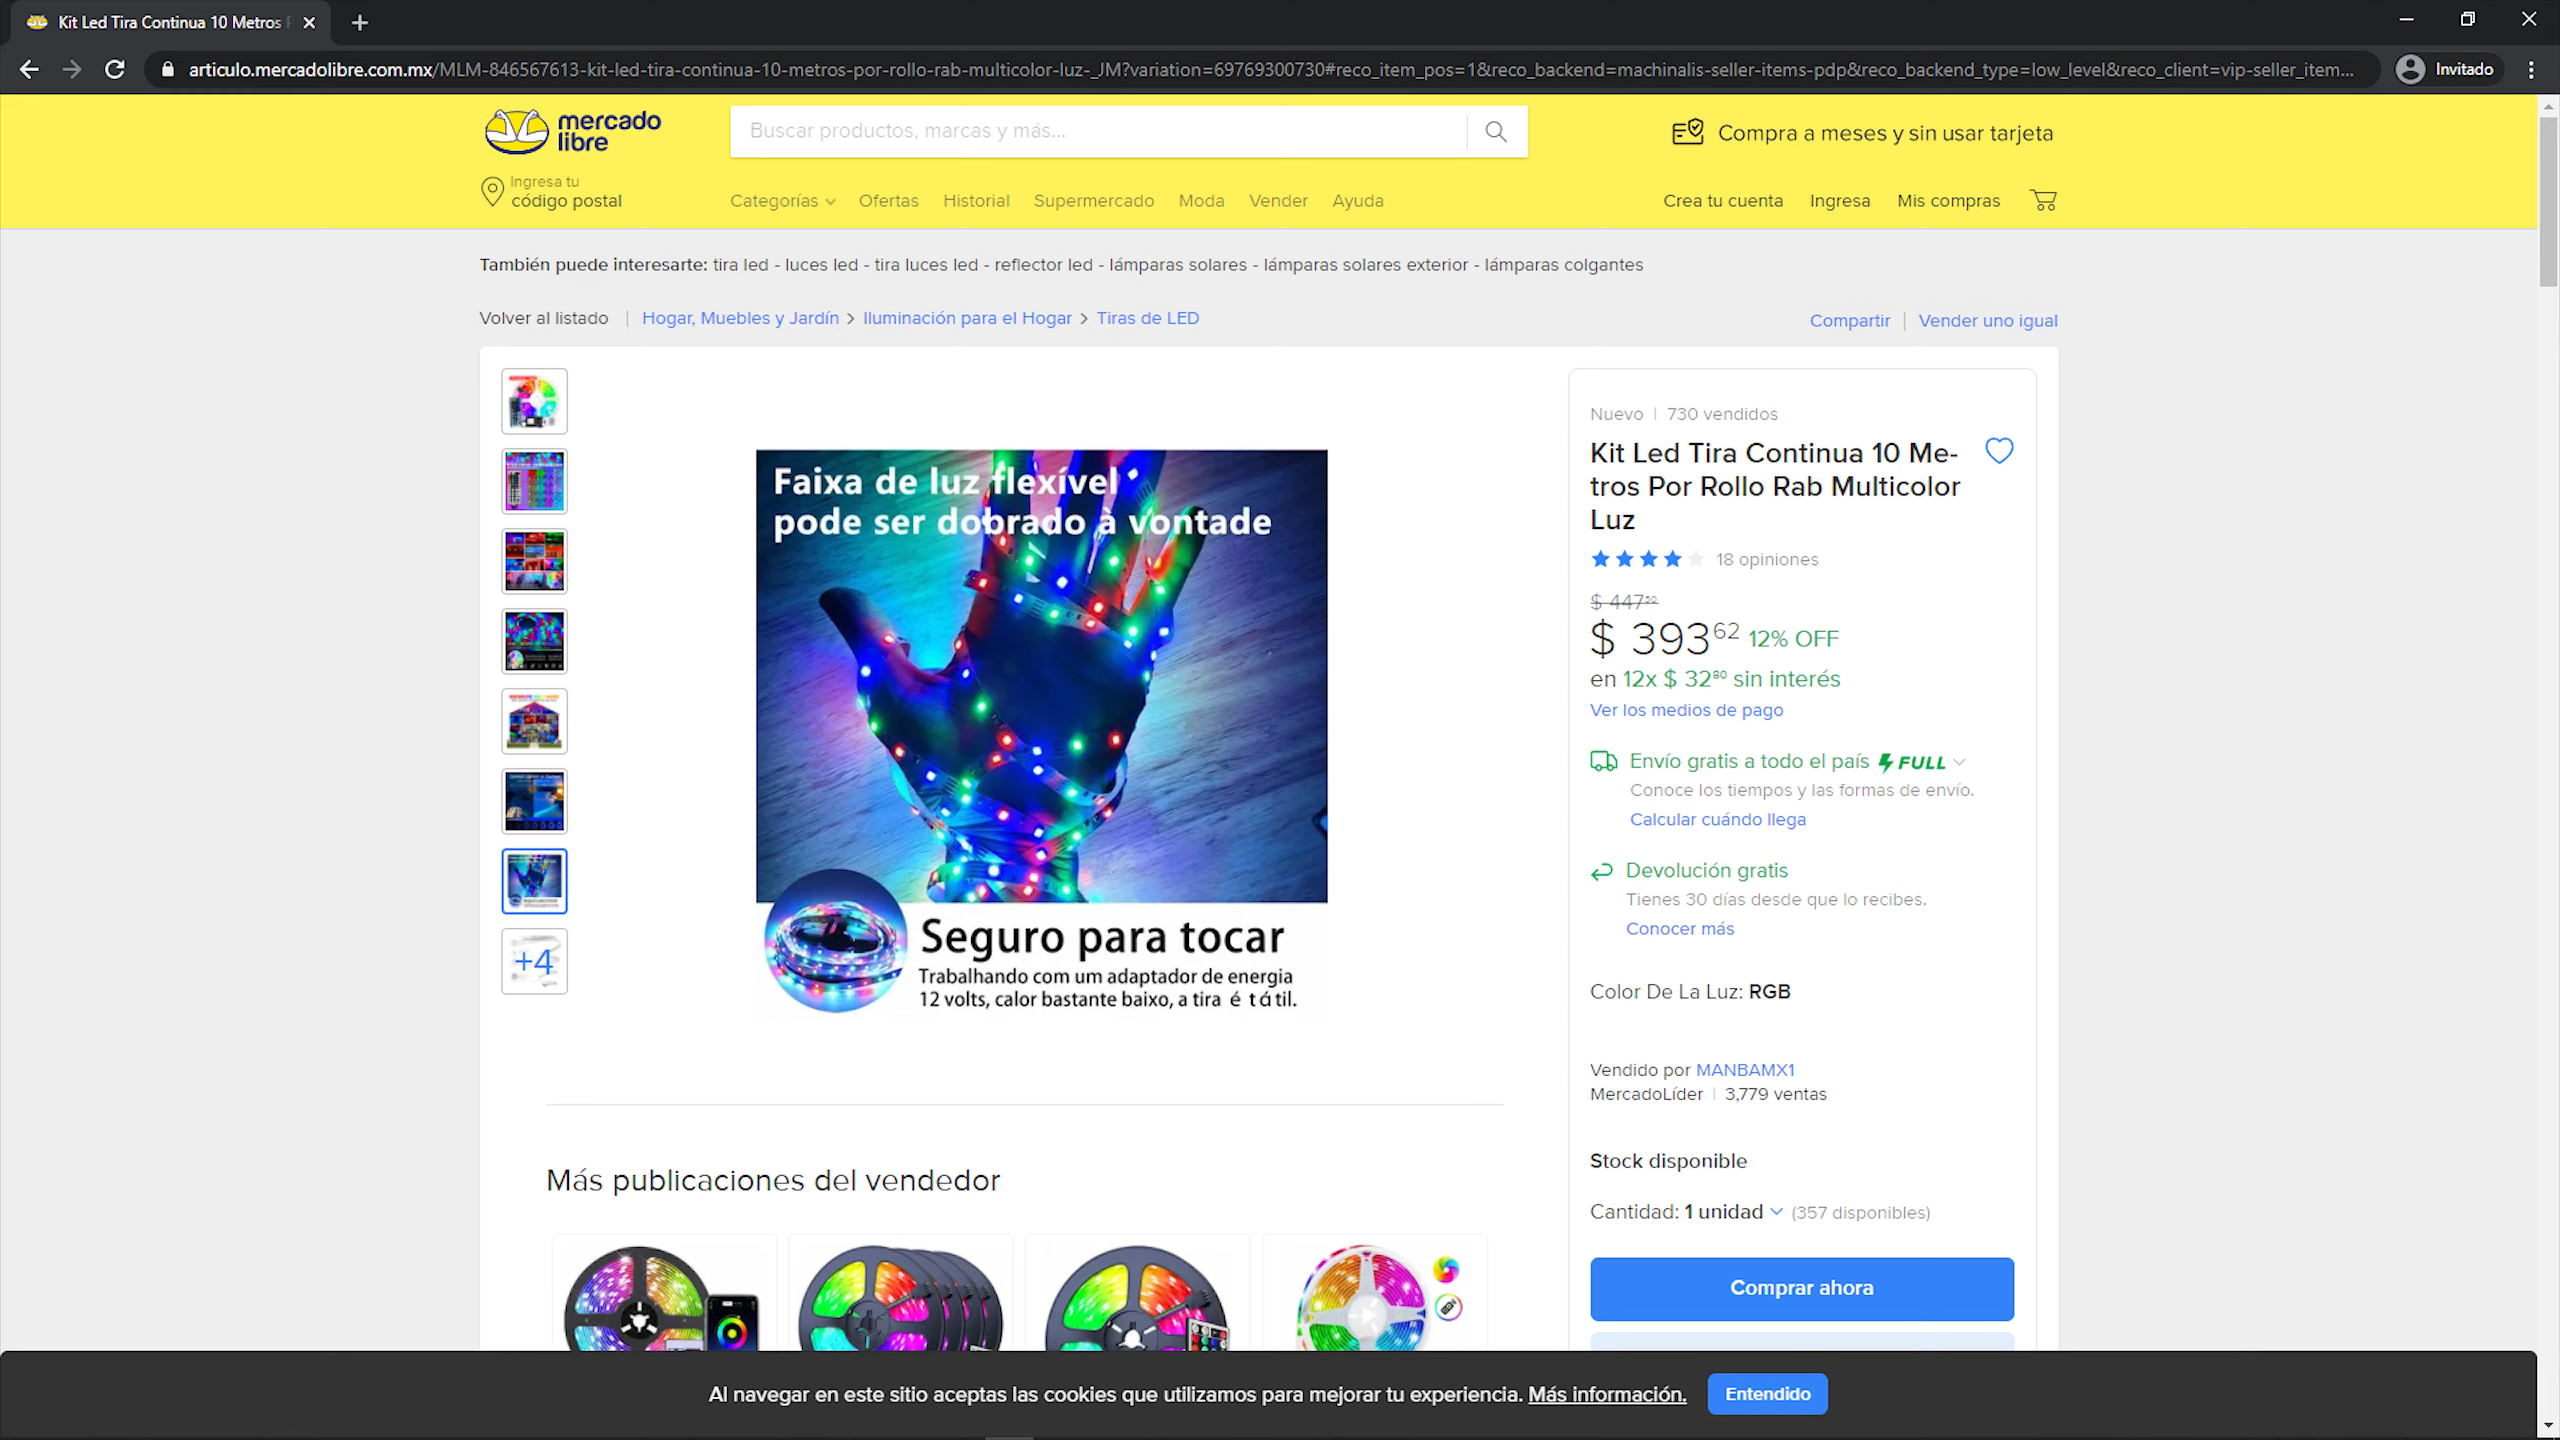 Kit Led Tira Continua 10 Metros
articulo.mercadolibre.com.mx/MLM-846567613-kit-led-tira-continua-10-metros-por-rollo-rab-multicolor-luz-_JM?variation=69769300730#reco_item_pos=1&reco_backend=machinalis-seller-items-pdp&reco_backend_type=low_level&reco_client=vip-seller_item...
Invitado
mercado
libre
Buscar productos, marcas y más...
Compra a meses y sin usar tarjeta
Ingresa tu
código postal
Categorías Ofertas Historial Supermercado Moda Vender Ayuda
Crea tu cuenta Ingresa Mis compras
También puede interesarte: tira led - luces led - tira luces led - reflector led - lámparas solares - lámparas solares exterior - lámparas colgantes
Volver al listado | Hogar, Muebles y Jardín > Iluminación para el Hogar > Tiras de LED
Compartir | Vender uno igual
+4
Faixa de luz flexível
pode ser dobrado à vontade
Seguro para tocar
Trabalhando com um adaptador de energia
12 volts, calor bastante baixo, a tira é tátil.
Nuevo | 730 vendidos
Kit Led Tira Continua 10 Me-
tros Por Rollo Rab Multicolor
Luz
18 opiniones
$ 447 50
$ 393 62 12% OFF
en 12x $ 32 80 sin interés
Ver los medios de pago
Envío gratis a todo el país FULL
Conoce los tiempos y las formas de envío.
Calcular cuándo llega
Devolución gratis
Tienes 30 días desde que lo recibes.
Conocer más
Color De La Luz: RGB
Vendido por MANBAMX1
MercadoLíder | 3,779 ventas
Stock disponible
Cantidad: 1 unidad (357 disponibles)
Comprar ahora
Más publicaciones del vendedor
Al navegar en este sitio aceptas las cookies que utilizamos para mejorar tu experiencia. Más información.
Entendido